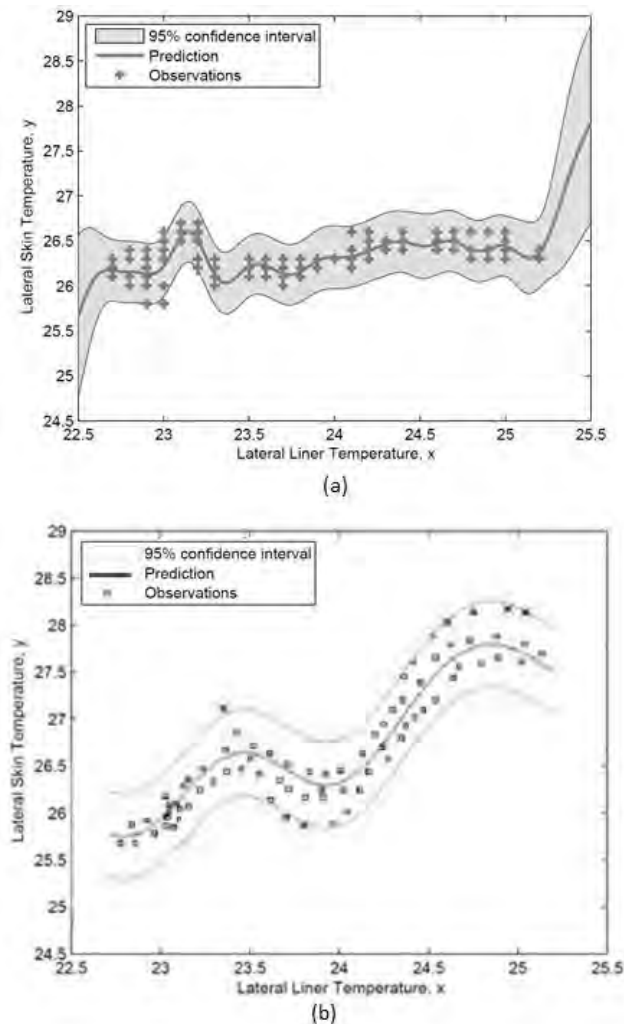 29
28.5
28
27.5
27
26.5
26
25.5
25
24.5
Lateral Skin Temperature, y
95% confidence interval
Prediction
Observations
22.5 23 23.5 24 24.5 25 25.5
Lateral Liner Temperature, x
(a)
29
28.5
28
27.5
27
26.5
26
25.5
25
24.5
Lateral Skin Temperature, y
95% confidence interval
Prediction
Observations
22.5 23 23.5 24 24.5 25 25.5
Lateral Liner Temperature, x
(b)